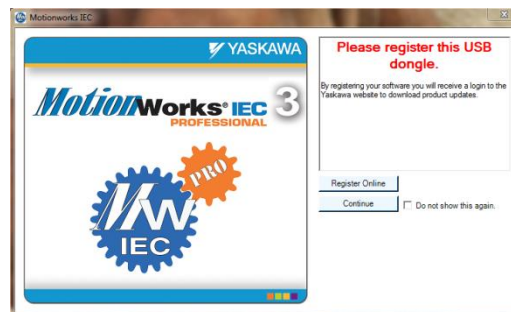 Motionworks IEC
YASKAWA
MotionWorks® IEC 3
PROFESSIONAL
PRO
MW
IEC
Please register this USB
dongle.
By registering your software you will receive a login to the
Yaskawa website to download product updates.
Register Online
Continue
Do not show this again.